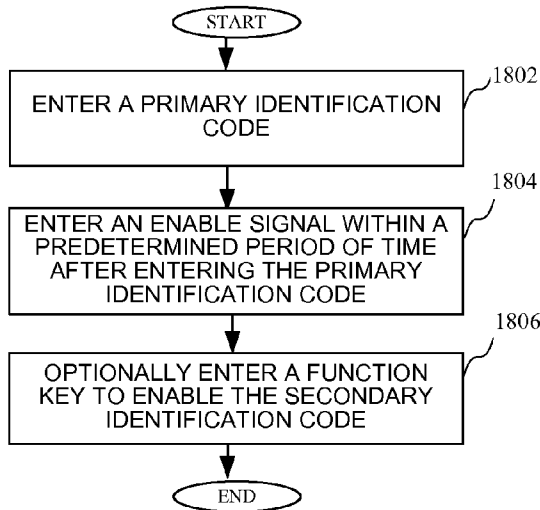 START
1802
ENTER A PRIMARY IDENTIFICATION
CODE
1804
ENTER AN ENABLE SIGNAL WITHIN A
PREDETERMINED PERIOD OF TIME
AFTER ENTERING THE PRIMARY
IDENTIFICATION CODE
1806
OPTIONALLY ENTER A FUNCTION
KEY TO ENABLE THE SECONDARY
IDENTIFICATION CODE
END